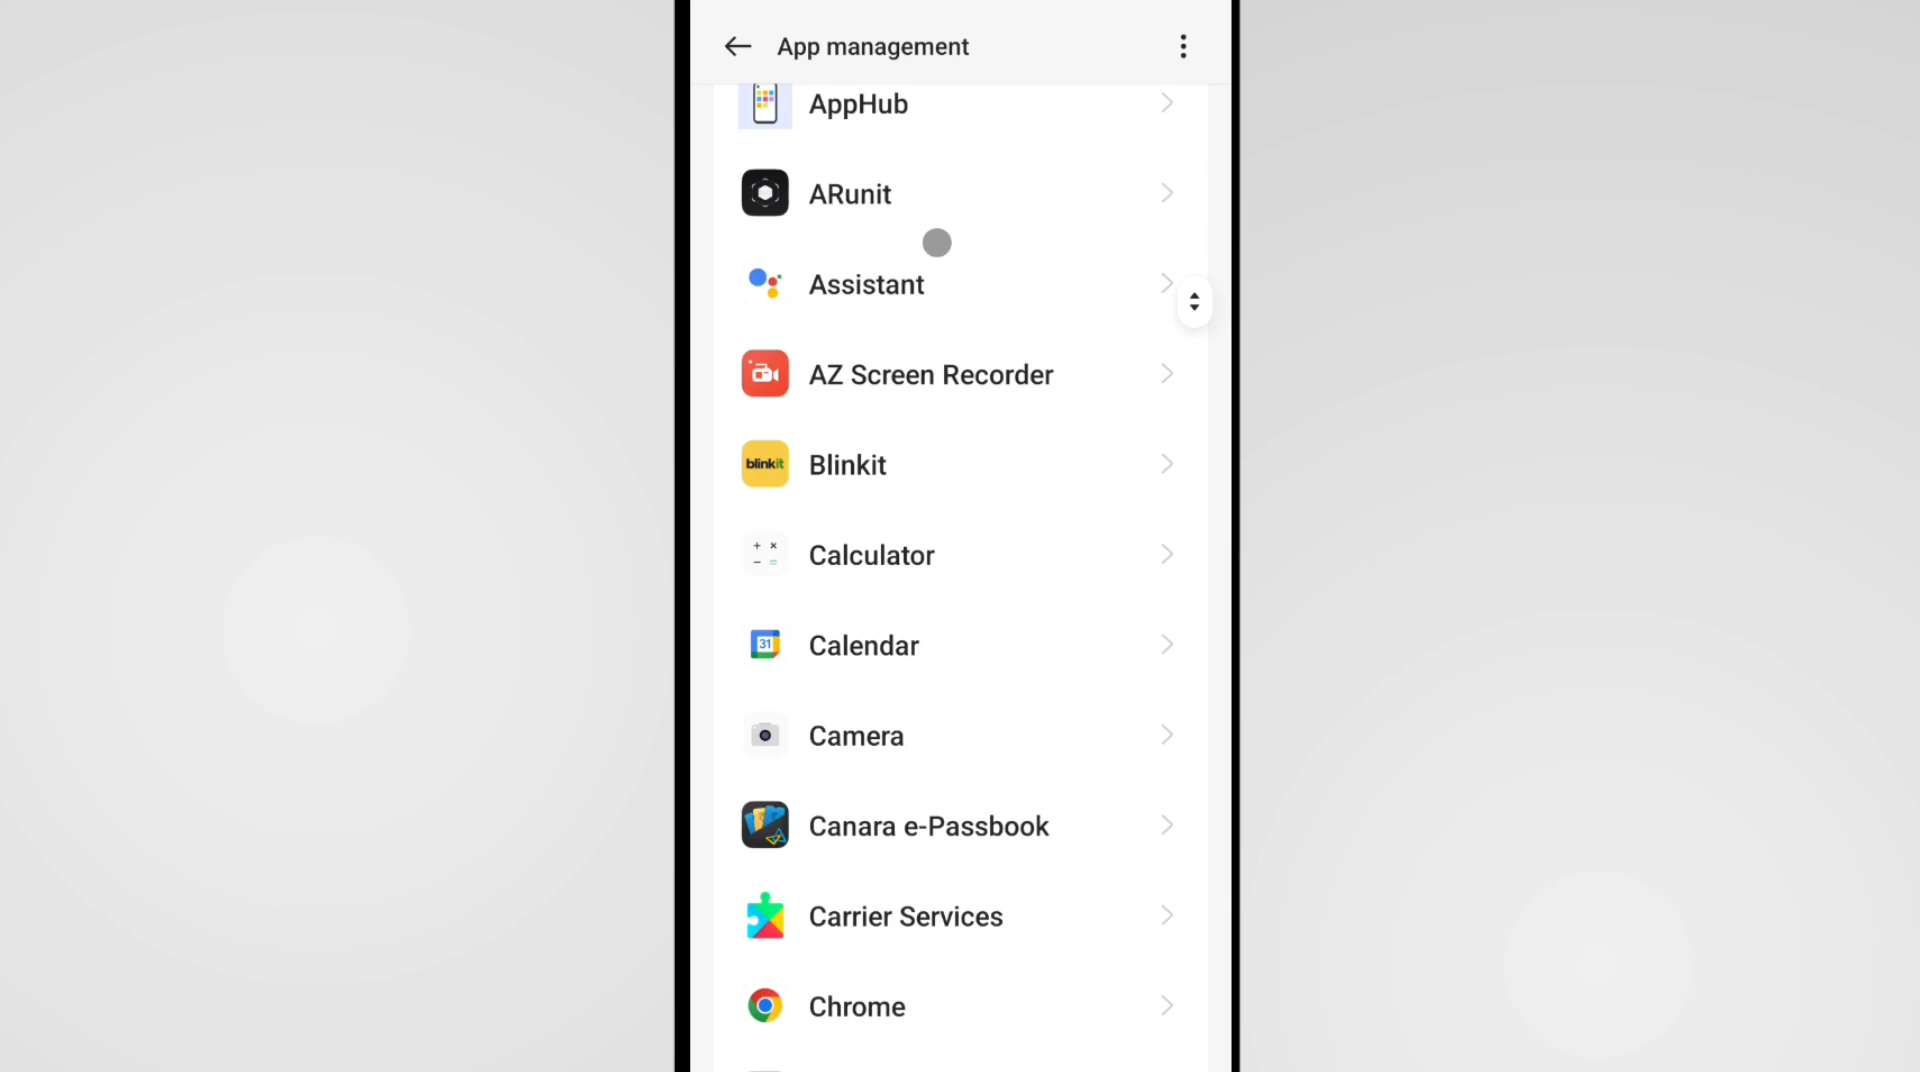 App management
AppHub
ARunit
Assistant
AZ Screen Recorder
blinkit
Blinkit
Calculator
31
Calendar
Camera
Canara e-Passbook
Carrier Services
Chrome